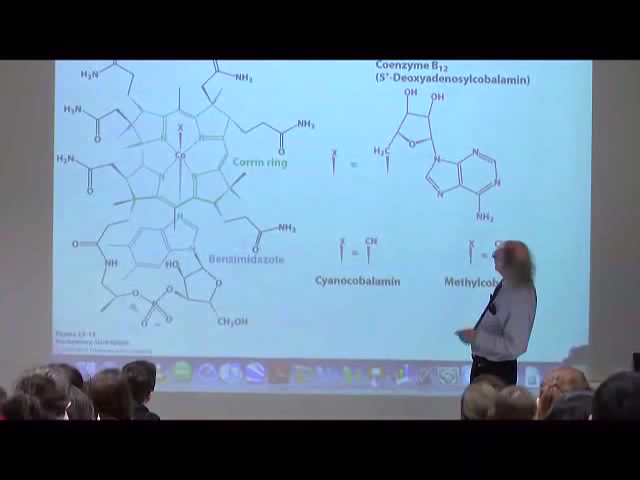 Coenzyme B12
(5'-Deoxyadenosylcobalamin)
H2N
NH2
OH
OH
H2N
NH2
X
O
O
O
X
=
H2C
N
N
N
Co
Corrin ring
N
N
H2N
O
NH2
NH2
O
X
=
CN
X
=
O
Benzimidazole
HO
NH
Cyanocobalamin
Methylcob
O
P
O
O
CH2OH